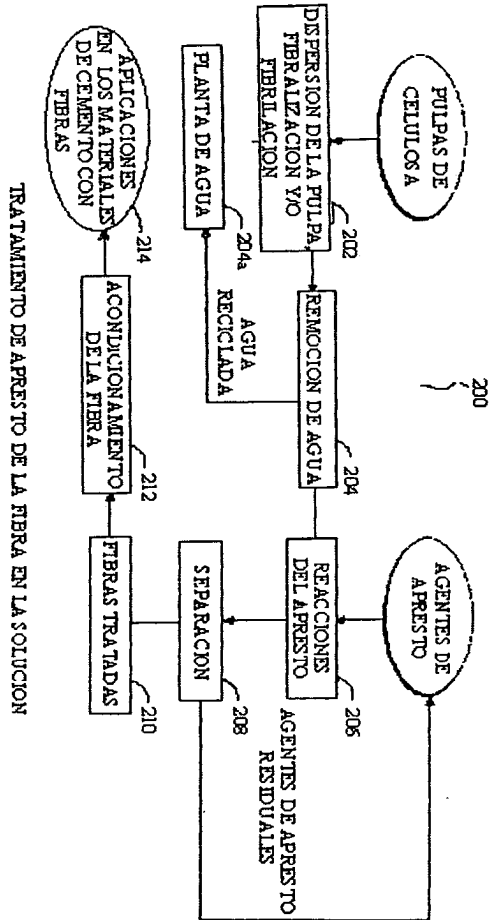 200
PULPAS DE
CELULOSA
DISPERSION DE LA PULPA,
FIBRALIZACION Y/O
FIBRILACION
202
REMOCION DE AGUA
204
PLANTA DE AGUA
204a
AGUA
RECICLADA
AGENTES DE
APRESTO
REACCIONES
DEL APRESTO
206
AGENTES DE APRESTO
RESIDUALES
SEPARACION
208
FIBRAS TRATADAS
210
ACONDICIONAMIENTO
DE LA FIBRA
212
APLICACIONES
EN LOS MATERIALES
DE CEMENTO CON
FIBRAS
214
TRATAMIENTO DE APRESTO DE LA FIBRA EN LA SOLUCION